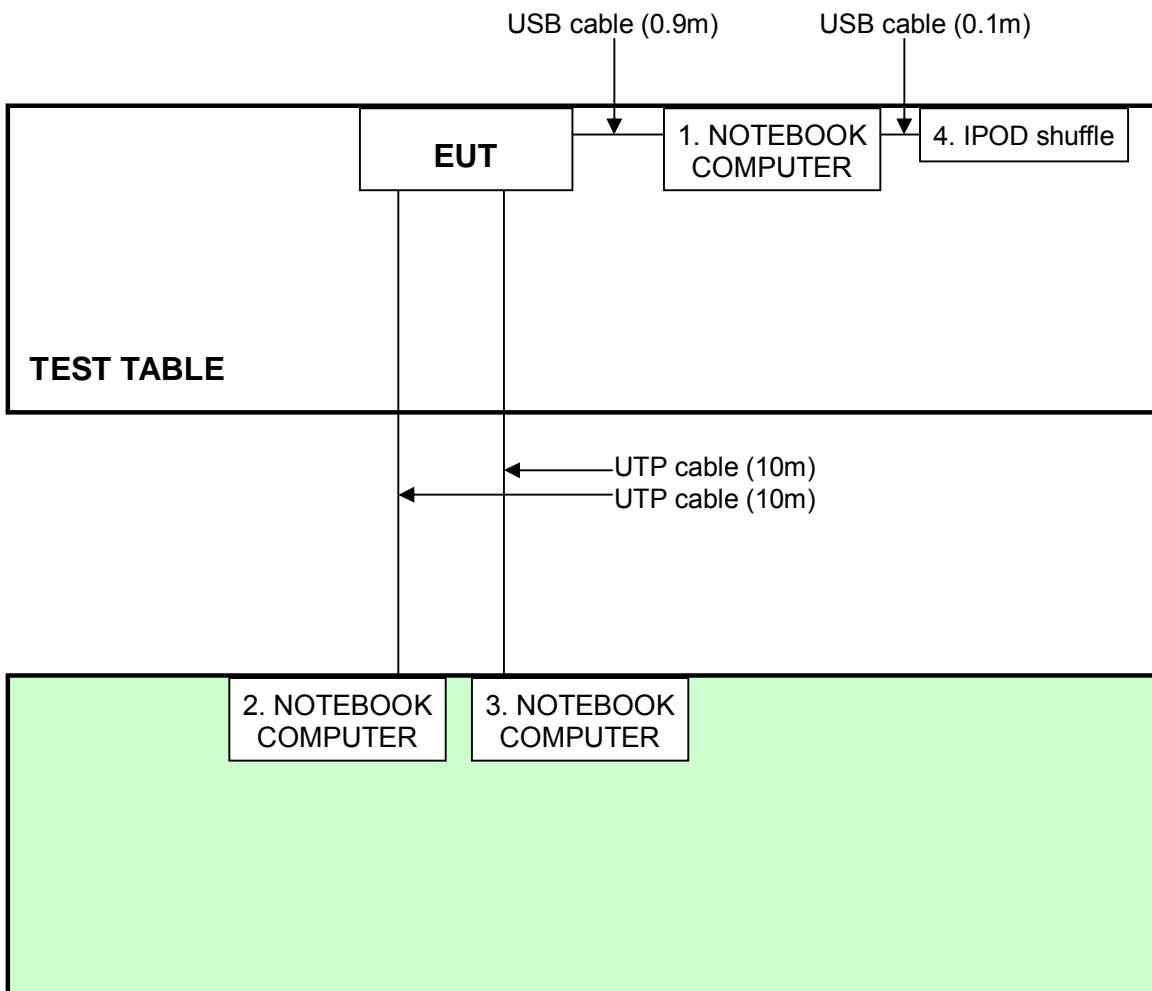 USB cable (0.9m)
USB cable (0.1m)
EUT
1. NOTEBOOK
COMPUTER
4. IPOD shuffle
TEST TABLE
UTP cable (10m)
UTP cable (10m)
2. NOTEBOOK
COMPUTER
3. NOTEBOOK
COMPUTER